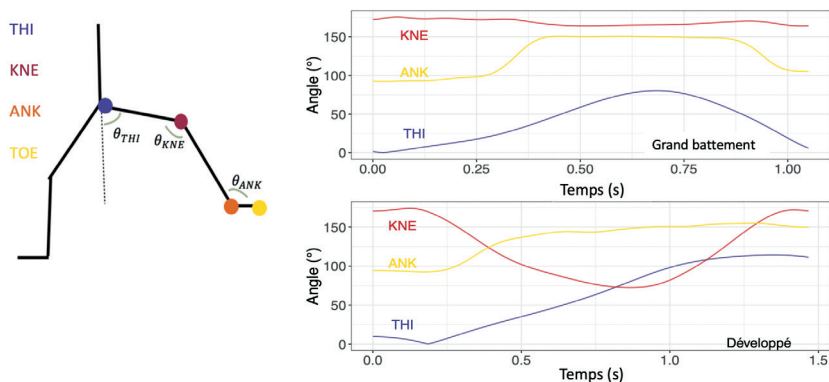 THI
KNE
ANK
TOE
θTHI
θKNE
θANK
Angle (°)
150
100
50
0
KNE
ANK
THI
Grand battement
0.00
0.25
0.50
0.75
1.00
Temps (s)
Angle (°)
150
100
50
0
KNE
ANK
THI
Développé
0.0
0.5
1.0
1.5
Temps (s)